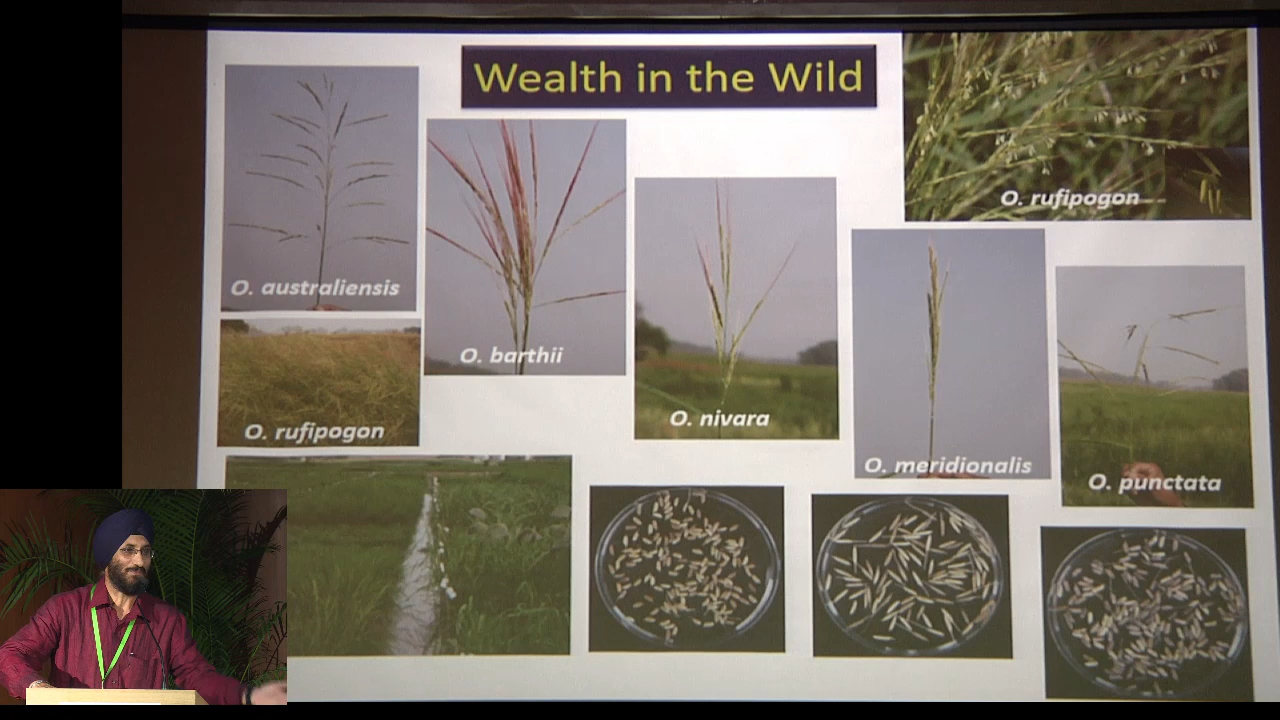 Wealth in the Wild
O. rufipogon
O. australiensis
O. barthii
O. nivara
O. rufipogon
O. meridionalis
O. punctata